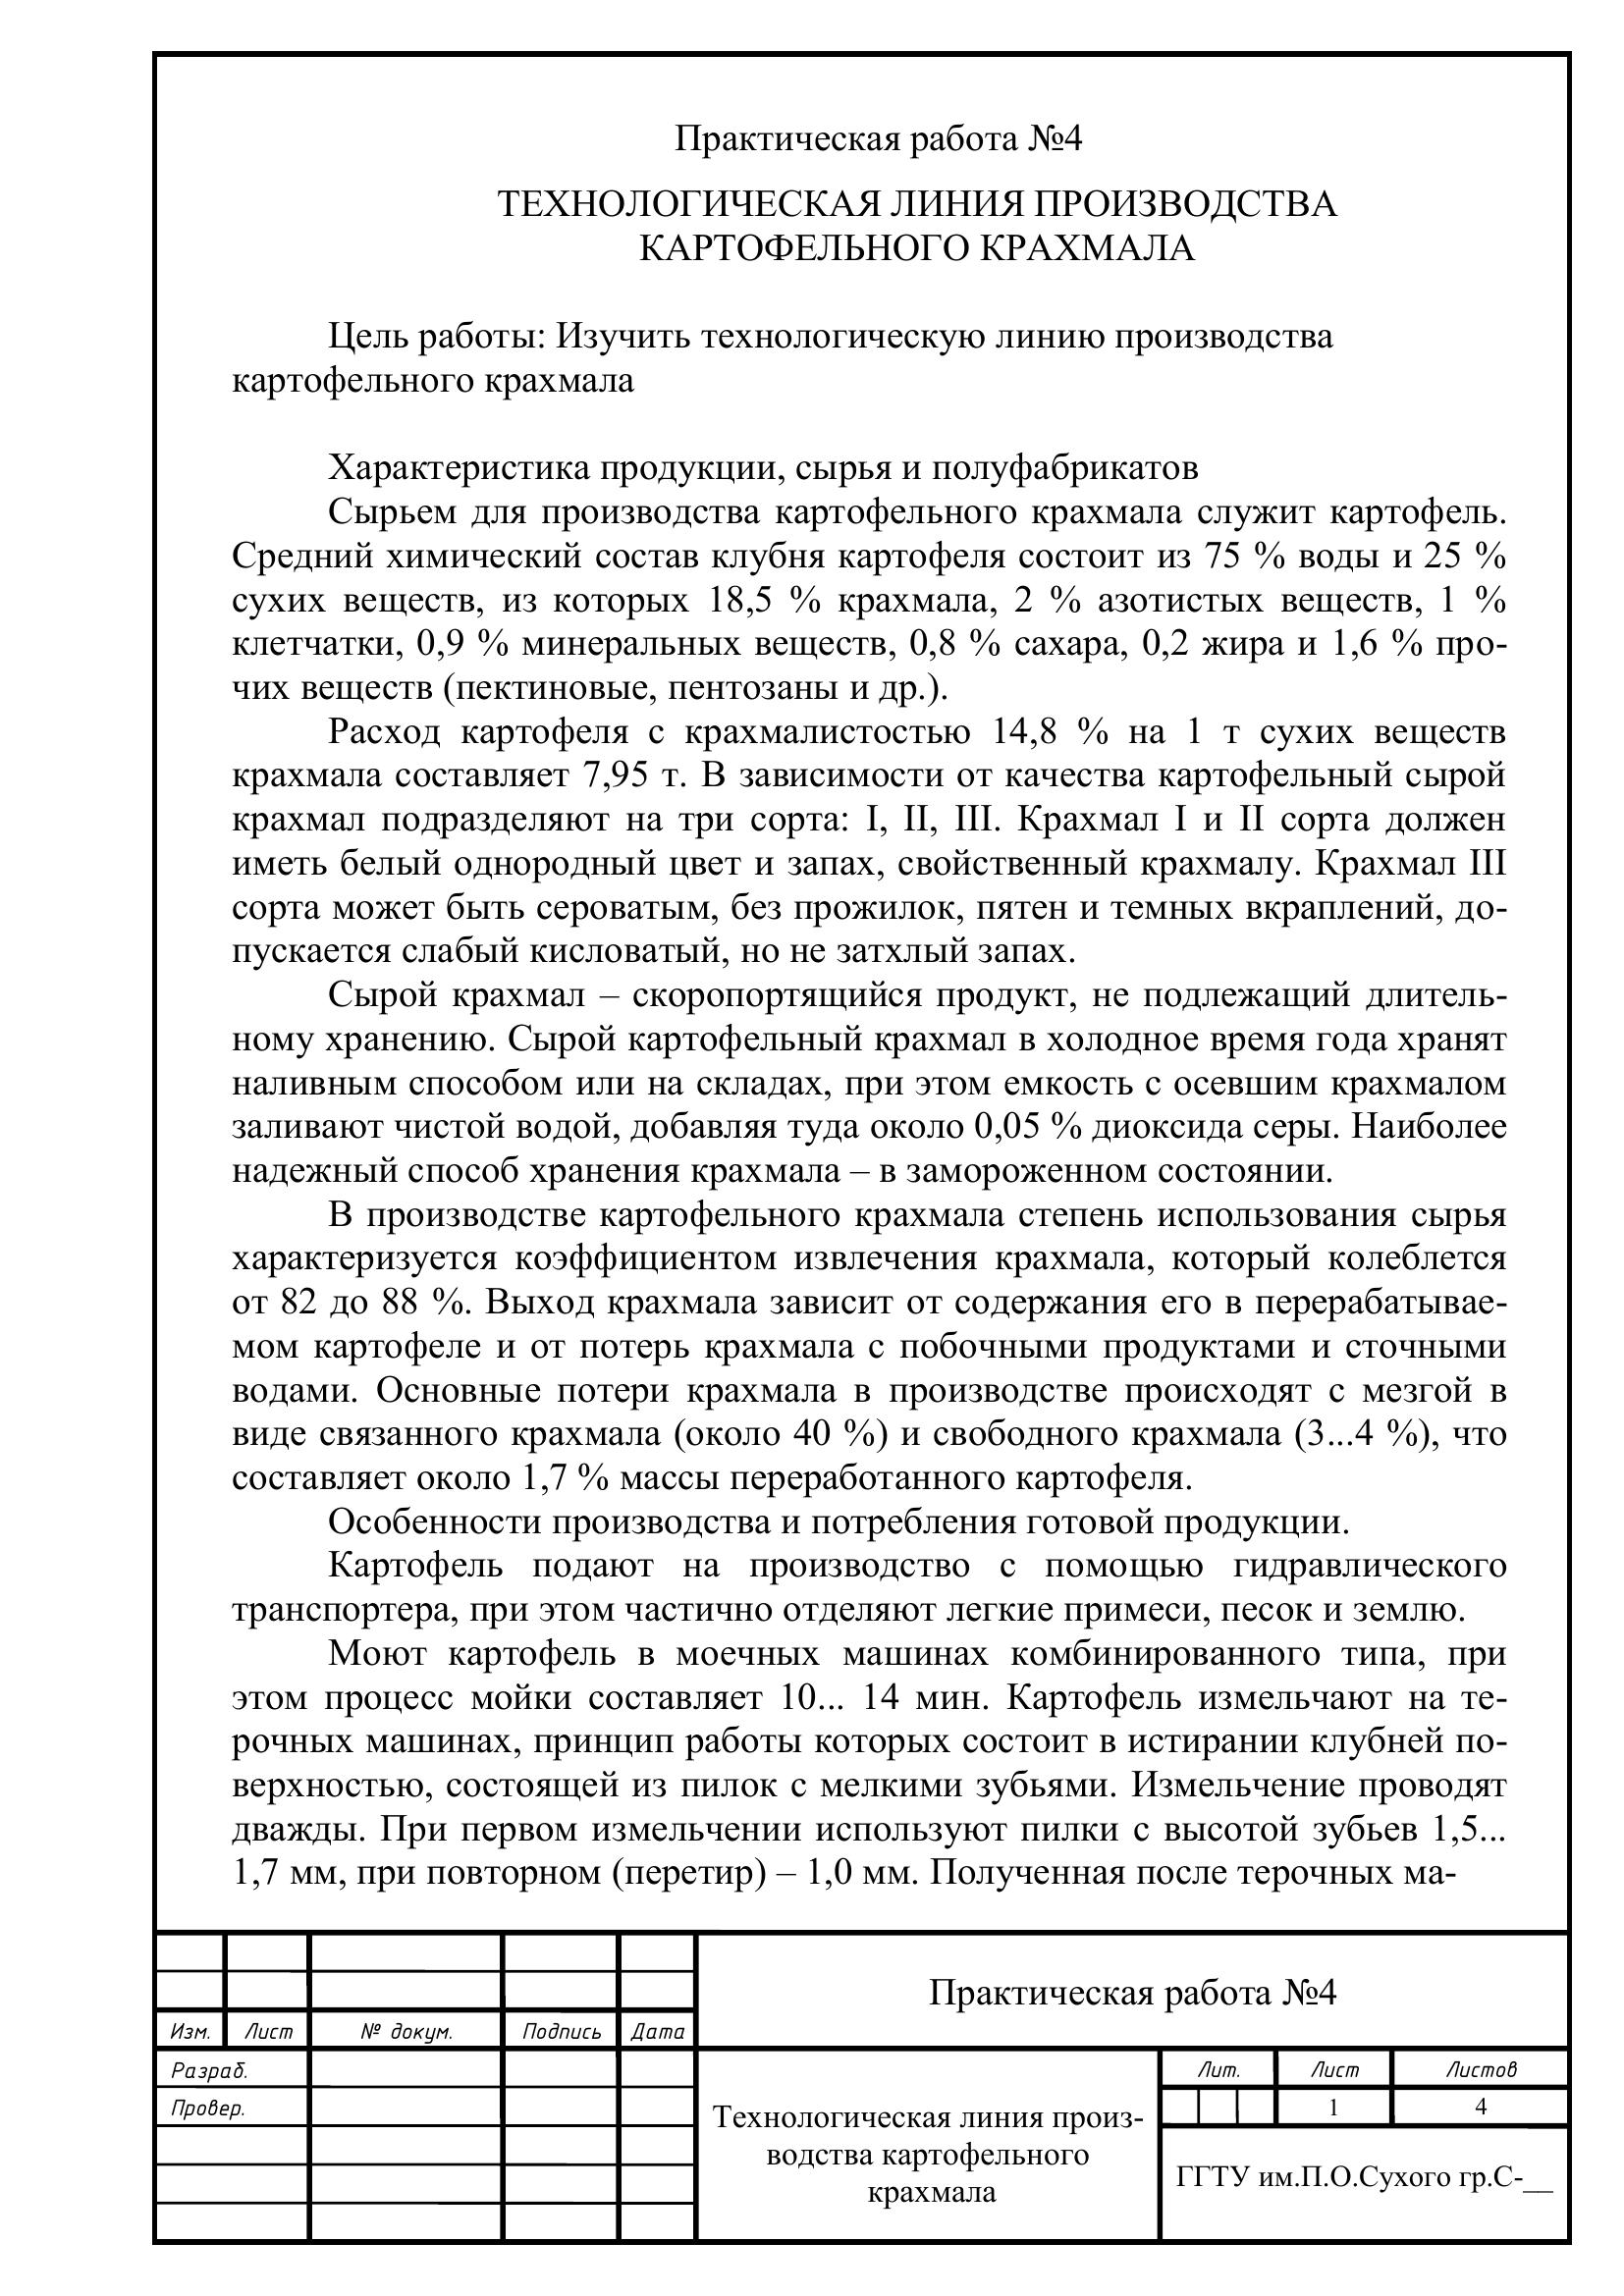 Практическая работа №4
ТЕХНОЛОГИЧЕСКАЯ ЛИНИЯ ПРОИЗВОДСТВА
КАРТОФЕЛЬНОГО КРАХМАЛА
Цель работы: Изучить технологическую линию производства
картофельного крахмала
Характеристика продукции, сырья и полуфабрикатов
Сырьем для производства картофельного крахмала служит картофель.
Средний химический состав клубня картофеля состоит из 75 % воды и 25 %
сухих веществ, из которых 18,5 % крахмала, 2 % азотистых веществ, 1 %
клетчатки, 0,9 % минеральных веществ, 0,8 % сахара, 0,2 жира и 1,6 % про-
чих веществ (пектиновые, пентозаны и др.).
Расход картофеля с крахмалистостью 14,8 % на 1 т сухих веществ
крахмала составляет 7,95 т. В зависимости от качества картофельный сырой
крахмал подразделяют на три сорта: I, II, III. Крахмал I и II сорта должен
иметь белый однородный цвет и запах, свойственный крахмалу. Крахмал III
сорта может быть сероватым, без прожилок, пятен и темных вкраплений, до-
пускается слабый кисловатый, но не затхлый запах.
Сырой крахмал – скоропортящийся продукт, не подлежащий длитель-
ному хранению. Сырой картофельный крахмал в холодное время года хранят
наливным способом или на складах, при этом емкость с осевшим крахмалом
заливают чистой водой, добавляя туда около 0,05 % диоксида серы. Наиболее
надежный способ хранения крахмала – в замороженном состоянии.
В производстве картофельного крахмала степень использования сырья
характеризуется коэффициентом извлечения крахмала, который колеблется
от 82 до 88 %. Выход крахмала зависит от содержания его в перерабатывае-
мом картофеле и от потерь крахмала с побочными продуктами и сточными
водами. Основные потери крахмала в производстве происходят с мезгой в
виде связанного крахмала (около 40 %) и свободного крахмала (3...4 %), что
составляет около 1,7 % массы переработанного картофеля.
Особенности производства и потребления готовой продукции.
Картофель подают на производство с помощью гидравлического
транспортера, при этом частично отделяют легкие примеси, песок и землю.
Моют картофель в моечных машинах комбинированного типа, при
этом процесс мойки составляет 10... 14 мин. Картофель измельчают на те-
рочных машинах, принцип работы которых состоит в истирании клубней по-
верхностью, состоящей из пилок с мелкими зубьями. Измельчение проводят
дважды. При первом измельчении используют пилки с высотой зубьев 1,5...
1,7 мм, при повторном (перетир) – 1,0 мм. Полученная после терочных ма-
Практическая работа №4
Изм. Лист № докум. Подпись Дата
Разраб.
Провер.
Технологическая линия произ-
водства картофельного
крахмала
Лит. Лист Листов
1 4
ГГТУ им.П.О.Сухого гр.С-__